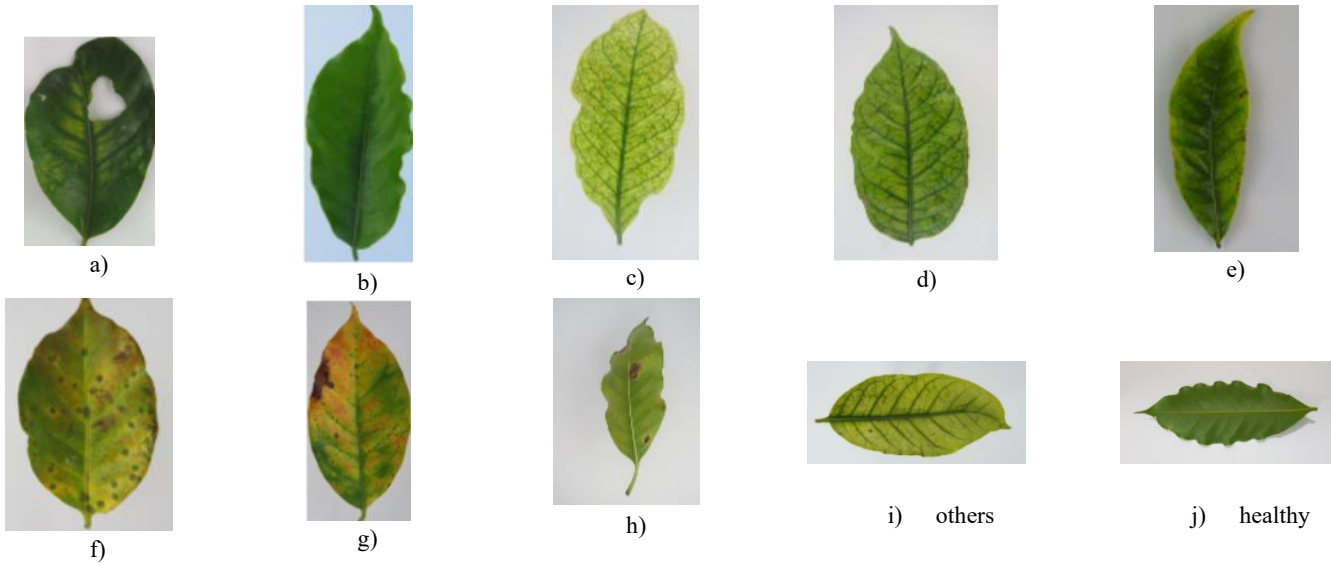 a)
b)
c)
d)
e)
f)
g)
h)
i) others
j) healthy